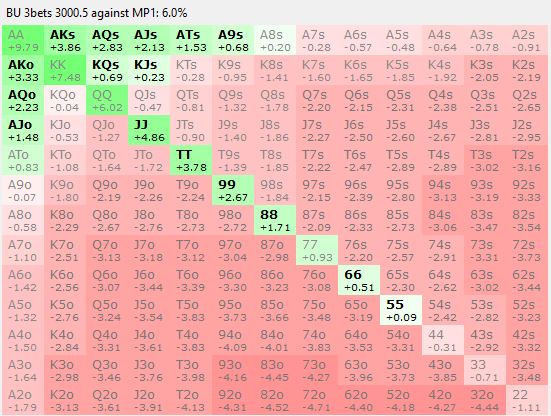 BU 3bets 3000.5 against MP1: 6.0%
AA AKs AQs AJs ATs A9s A8s A7s A6s A5s A4s A3s A2s
+9.79 +3.86 +2.83 +2.13 +1.53 +0.68 +0.20 -0.28 -0.57 -0.48 -0.64 -0.78 -0.91
AKo KK KQs KJs KTs K9s K8s K7s K6s K5s K4s K3s K2s
+3.33 +7.48 +0.69 +0.23 -0.28 -0.95 -1.41 -1.60 -1.65 -1.85 -1.92 -2.05 -2.19
AQo KQo QQ QJs QTs Q9s Q8s Q7s Q6s Q5s Q4s Q3s Q2s
+2.23 -0.04 +6.02 -0.47 -0.81 -1.32 -1.78 -2.20 -2.15 -2.31 -2.38 -2.51 -2.65
AJo KJo QJo JJ JTs J9s J8s J7s J6s J5s J4s J3s J2s
+1.48 -0.53 -1.27 +4.86 -0.90 -1.40 -1.86 -2.27 -2.50 -2.60 -2.67 -2.81 -2.95
ATo KTo QTo JTo TT T9s T8s T7s T6s T5s T4s T3s T2s
+0.83 -1.08 -1.64 -1.72 +3.78 -1.39 -1.85 -2.22 -2.47 -2.89 -2.89 -3.02 -3.16
A9o K9o Q9o J9o T9o 99 98s 97s 96s 95s 94s 93s 92s
-0.07 -1.80 -2.19 -2.26 -2.24 +2.67 -1.84 -2.15 -2.39 -2.80 -3.13 -3.19 -3.33
A8o K8o Q8o J8o T8o 98o 88 87s 86s 85s 84s 83s 82s
-0.58 -2.29 -2.67 -2.76 -2.73 -2.72 +1.71 -2.09 -2.33 -2.73 -3.06 -3.47 -3.54
A7o K7o Q7o J7o T7o 97o 87o 77 76s 75s 74s 73s 72s
-1.10 -2.51 -3.13 -3.18 -3.12 -3.04 -2.98 +0.93 -2.20 -2.57 -2.91 -3.31 -3.73
A6o K6o Q6o J6o T6o 96o 86o 76o 66 65s 64s 63s 62s
-1.42 -2.56 -3.07 -3.44 -3.39 -3.30 -3.23 -3.08 +0.51 -2.30 -2.62 -3.02 -3.44
A5o K5o Q5o J5o T5o 95o 85o 75o 65o 55 54s 53s 52s
-1.32 -2.76 -3.24 -3.54 -3.83 -3.73 -3.66 -3.48 -3.19 +0.09 -2.42 -2.82 -3.23
A4o K4o Q4o J4o T4o 94o 84o 74o 64o 54o 44 43s 42s
-1.50 -2.84 -3.31 -3.61 -3.83 -4.09 -4.01 -3.83 -3.53 -3.31 -0.31 -2.92 -3.32
A3o K3o Q3o J3o T3o 93o 83o 73o 63o 53o 43o 33 32s
-1.64 -2.98 -3.46 -3.76 -3.98 -4.16 -4.45 -4.27 -3.96 -3.73 -3.85 -0.71 -3.48
A2o K2o Q2o J2o T2o 92o 82o 72o 62o 52o 42o 32o 22
-1.79 -3.13 -3.61 -3.91 -4.13 -4.31 -4.52 -4.71 -4.40 -4.18 -4.27 -4.44 -1.11